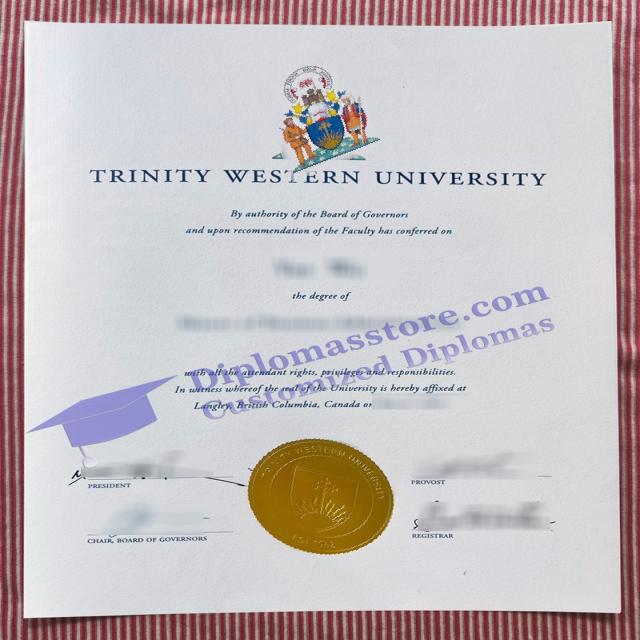 TRINITY WESTERN UNIVERSITY
By authority of the Board of Governors
and upon recommendation of the Faculty has conferred on
the degree of
Diplomasstore.com
Customized Diplomas
with all the attendant rights, privileges and responsibilities.
In witness whereof the seal of the University is hereby affixed at
Langley, British Columbia, Canada on
PRESIDENT
PROVOST
TRINITY WESTERN UNIVERSITY
EST 1962
CHAIR, BOARD OF GOVERNORS
REGISTRAR